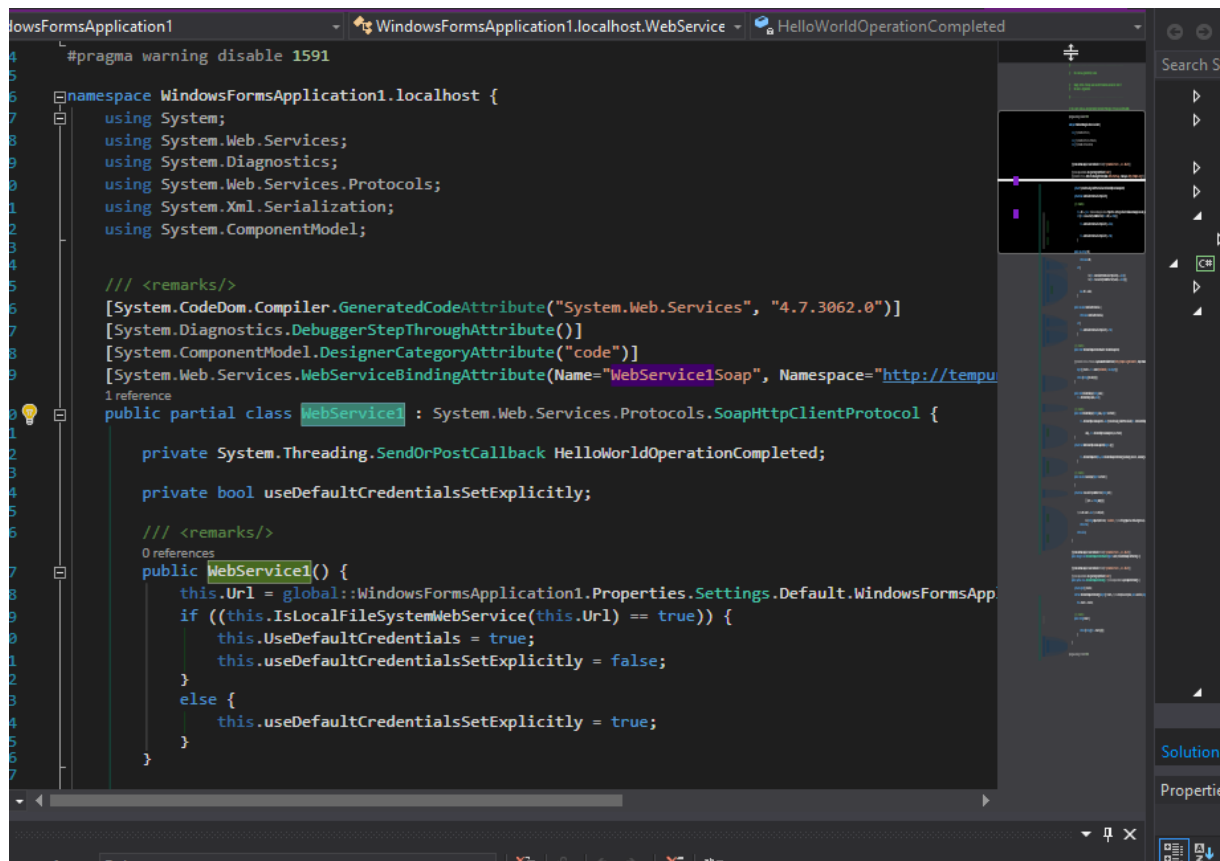 dowsFormsApplication1
WindowsFormsApplication1.localhost.WebService
HelloWorldOperationCompleted
Search S
#pragma warning disable 1591
namespace WindowsFormsApplication1.localhost {
using System;
using System.Web.Services;
using System.Diagnostics;
using System.Web.Services.Protocols;
using System.Xml.Serialization;
using System.ComponentModel;
/// <remarks/>
[System.CodeDom.Compiler.GeneratedCodeAttribute("System.Web.Services", "4.7.3062.0")]
[System.Diagnostics.DebuggerStepThroughAttribute()]
[System.ComponentModel.DesignerCategoryAttribute("code")]
[System.Web.Services.WebServiceBindingAttribute(Name="WebService1Soap", Namespace="http://tempu
1 reference
public partial class WebService1 : System.Web.Services.Protocols.SoapHttpClientProtocol {
private System.Threading.SendOrPostCallback HelloWorldOperationCompleted;
private bool useDefaultCredentialsSetExplicitly;
/// <remarks/>
0 references
public WebService1() {
this.Url = global::WindowsFormsApplication1.Properties.Settings.Default.WindowsFormsApp
if ((this.IsLocalFileSystemWebService(this.Url) == true)) {
this.UseDefaultCredentials = true;
this.useDefaultCredentialsSetExplicitly = false;
}
else {
this.useDefaultCredentialsSetExplicitly = true;
}
}
C#
Solution
Propertie